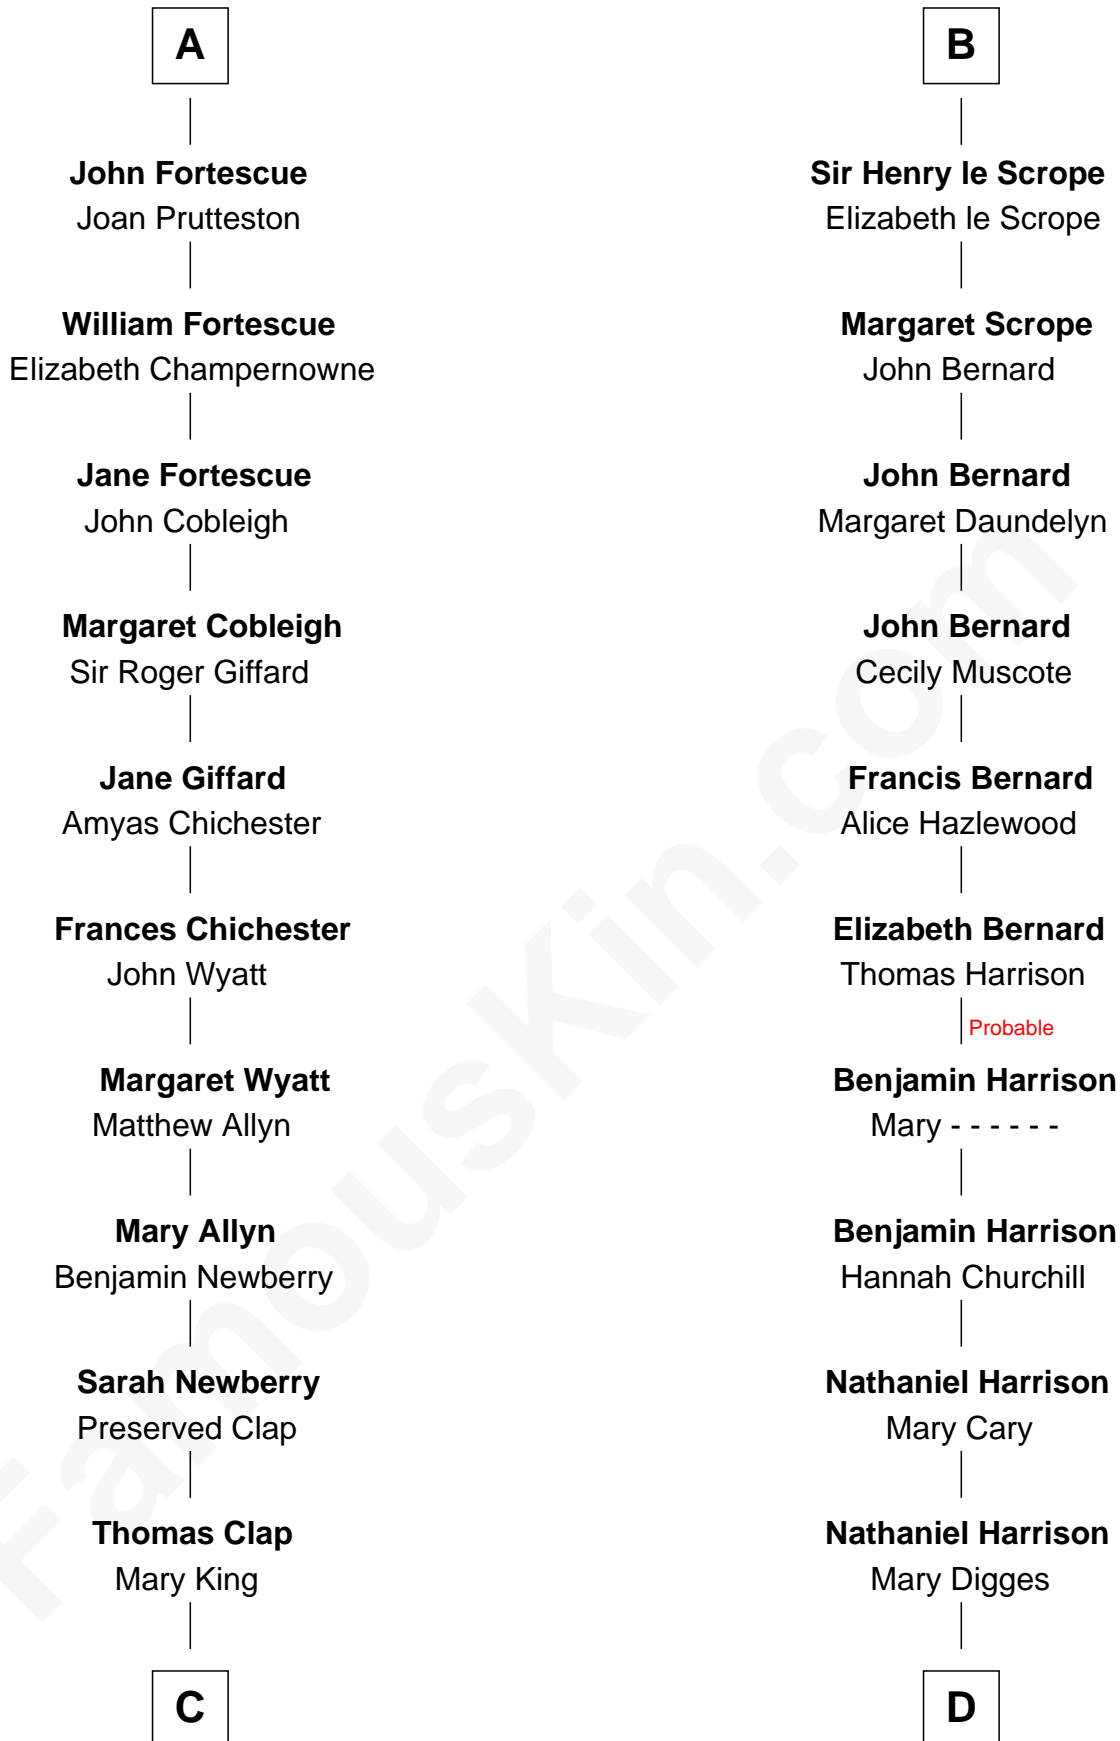 A
John Fortescue
Joan Prutteston
William Fortescue
Elizabeth Champernowne
Jane Fortescue
John Cobleigh
Margaret Cobleigh
Sir Roger Giffard
Jane Giffard
Amyas Chichester
Frances Chichester
John Wyatt
Margaret Wyatt
Matthew Allyn
Mary Allyn
Benjamin Newberry
Sarah Newberry
Preserved Clap
Thomas Clap
Mary King
C
B
Sir Henry le Scrope
Elizabeth le Scrope
Margaret Scrope
John Bernard
John Bernard
Margaret Daundelyn
John Bernard
Cecily Muscote
Francis Bernard
Alice Hazlewood
Elizabeth Bernard
Thomas Harrison
Probable
Benjamin Harrison
Mary - - - - - -
Benjamin Harrison
Hannah Churchill
Nathaniel Harrison
Mary Cary
Nathaniel Harrison
Mary Digges
D
FamousKin.com